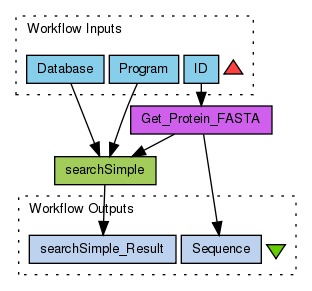 Workflow Inputs
Database
Program
ID
Get_Protein_FASTA
searchSimple
Workflow Outputs
searchSimple_Result
Sequence